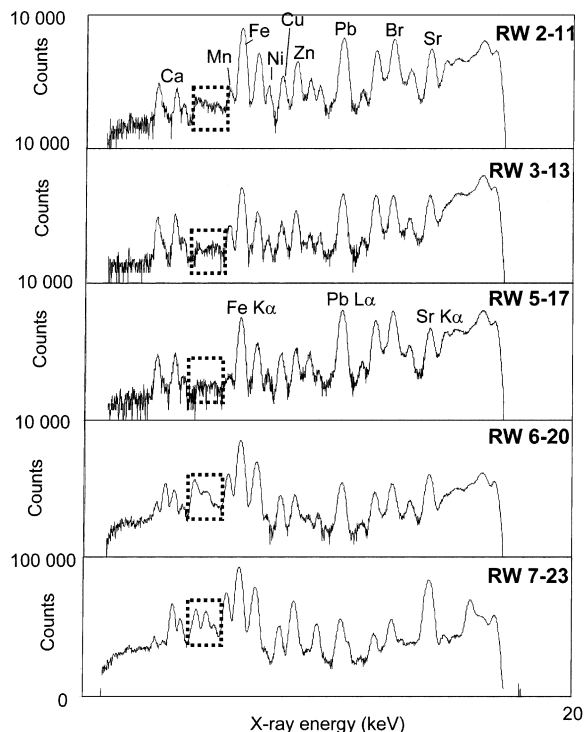 10 000
Counts
Ca
Mn
Fe
Ni
Cu
Zn
Pb
Br
Sr
RW 2-11
10 000
Counts
RW 3-13
10 000
Counts
Fe Kα
Pb Lα
Sr Kα
RW 5-17
10 000
Counts
RW 6-20
100 000
Counts
RW 7-23
0
X-ray energy (keV)
20